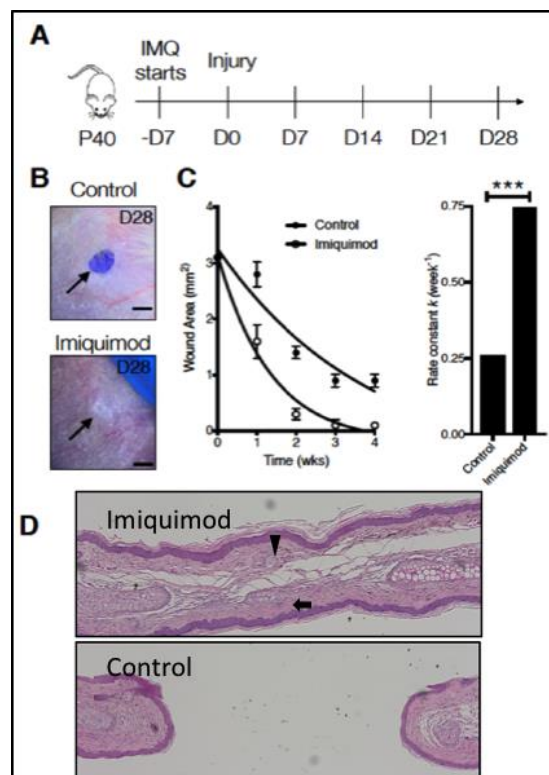 A
IMQ
starts
Injury
P40
-D7
D0
D7
D14
D21
D28
B
Control
D28
Imiquimod
D28
C
4
3
2
1
0
Wound Area (mm²)
0
1
2
3
4
Time (wks)
Control
Imiquimod
***
0.75
0.50
0.25
0.00
Rate constant k (week⁻¹)
Control
Imiquimod
D
Imiquimod
Control